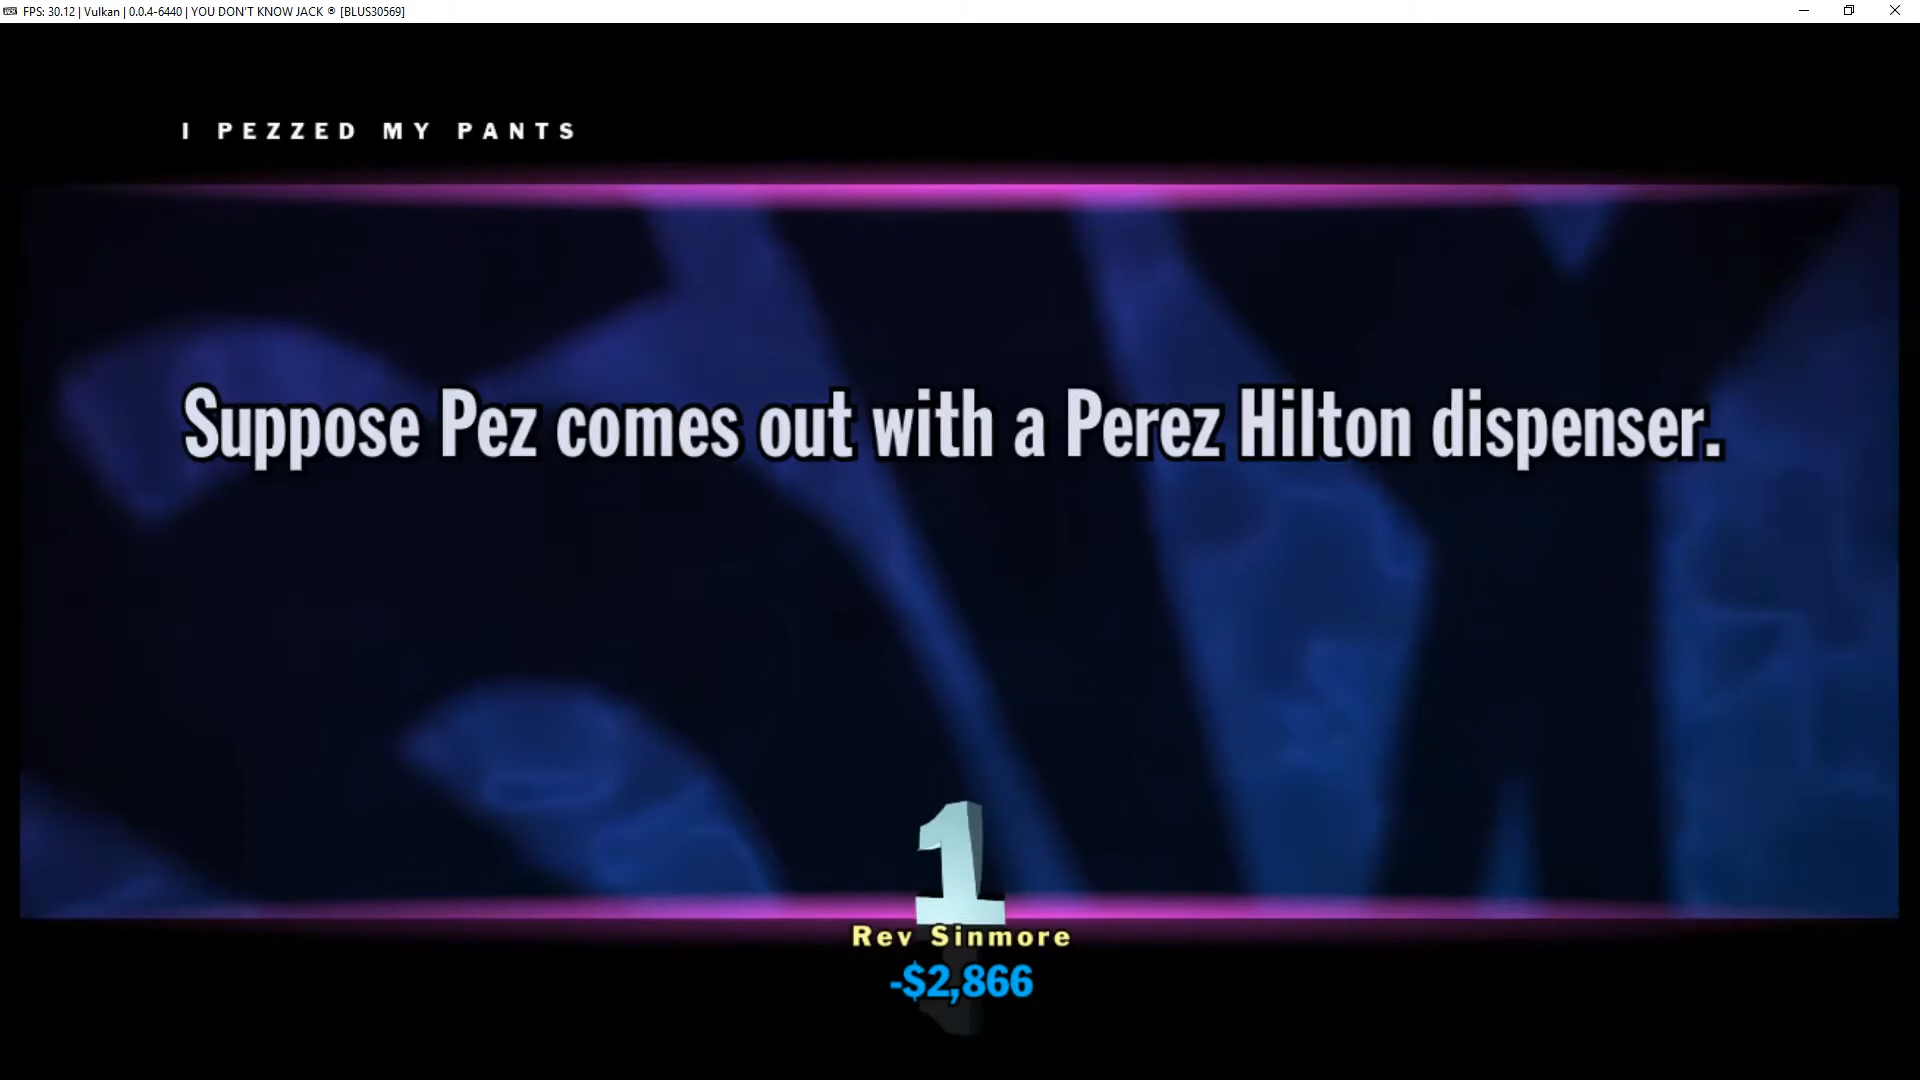 FPS: 30.12 | Vulkan | 0.0.4-6440 | YOU DON'T KNOW JACK ® [BLUS30569]
I PEZZED MY PANTS
Suppose Pez comes out with a Perez Hilton dispenser.
1
Rev Sinmore
-$2,866